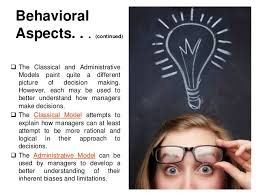 Behavioral
Aspects. . . (continued)
❑ The Classical and Administrative
Models paint quite a different
picture of decision making.
However, each may be used to
better understand how managers
make decisions.
❑ The Classical Model attempts to
explain how managers can at least
attempt to be more rational and
logical in their approach to
decisions.
❑ The Administrative Model can be
used by managers to develop a
better understanding of their
inherent biases and limitations.